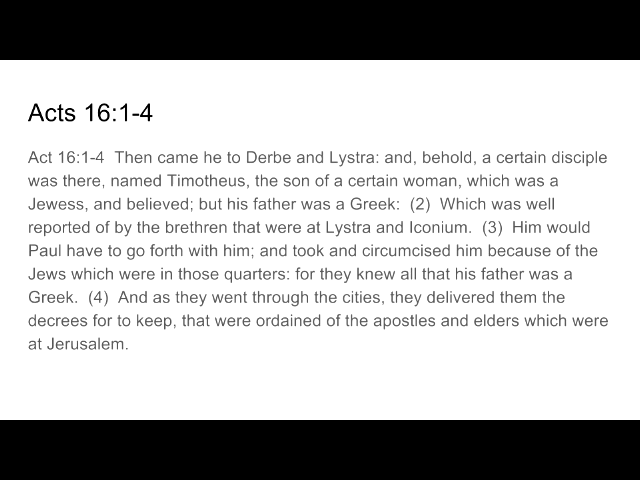 Acts 16:1-4
Act 16:1-4  Then came he to Derbe and Lystra: and, behold, a certain disciple
was there, named Timotheus, the son of a certain woman, which was a
Jewess, and believed; but his father was a Greek:  (2)  Which was well
reported of by the brethren that were at Lystra and Iconium.  (3)  Him would
Paul have to go forth with him; and took and circumcised him because of the
Jews which were in those quarters: for they knew all that his father was a
Greek.  (4)  And as they went through the cities, they delivered them the
decrees for to keep, that were ordained of the apostles and elders which were
at Jerusalem.